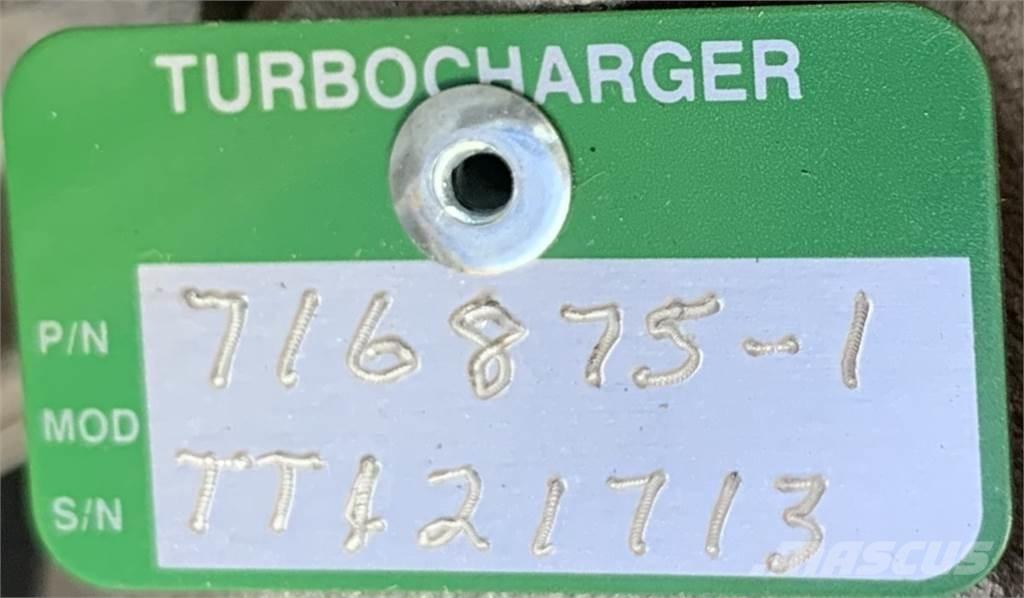 TURBOCHARGER
P/N 716875-1
MOD
S/N TT121713
MASCUS